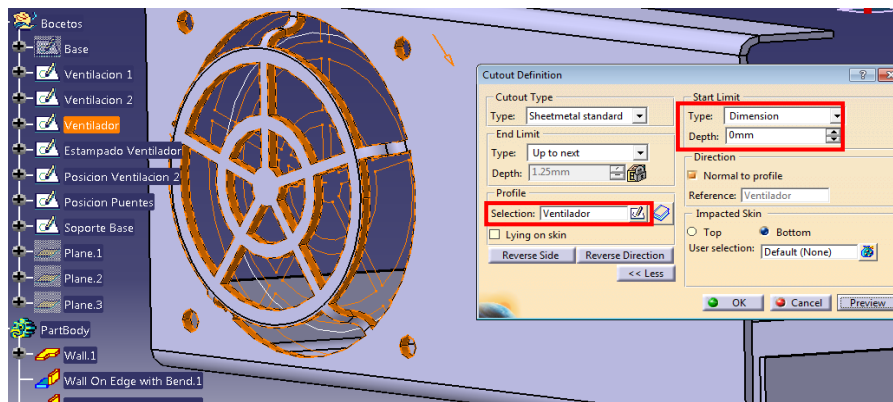 Bocetos
Base
Ventilacion 1
Ventilacion 2
Ventilador
Estampado Ventilador
Posicion Ventilacion 2
Posicion Puentes
Soporte Base
Plane.1
Plane.2
Plane.3
PartBody
Wall.1
Wall On Edge with Bend.1
Cutout Definition
Cutout Type
Type: Sheetmetal standard
End Limit
Type: Up to next
Depth: 1.25mm
Profile
Selection: Ventilador
Lying on skin
Reverse Side Reverse Direction
<< Less
Start Limit
Type: Dimension
Depth: 0mm
Direction
Normal to profile
Reference: Ventilador
Impacted Skin
Top Bottom
User selection: Default (None)
OK Cancel Preview